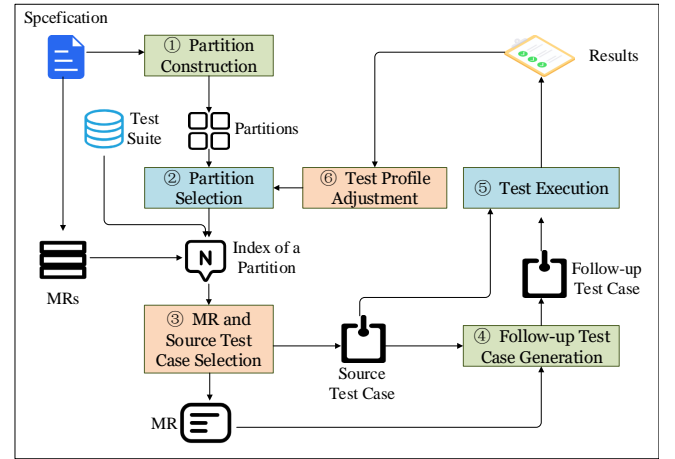 Spcefication
① Partition
Construction
Results
Test
Suite
Partitions
② Partition
Selection
⑥ Test Profile
Adjustment
⑤ Test Execution
N
Index of a
Partition
MRs
Follow-up
Test Case
③ MR and
Source Test
Case Selection
④ Follow-up Test
Case Generation
Source
Test Case
MR